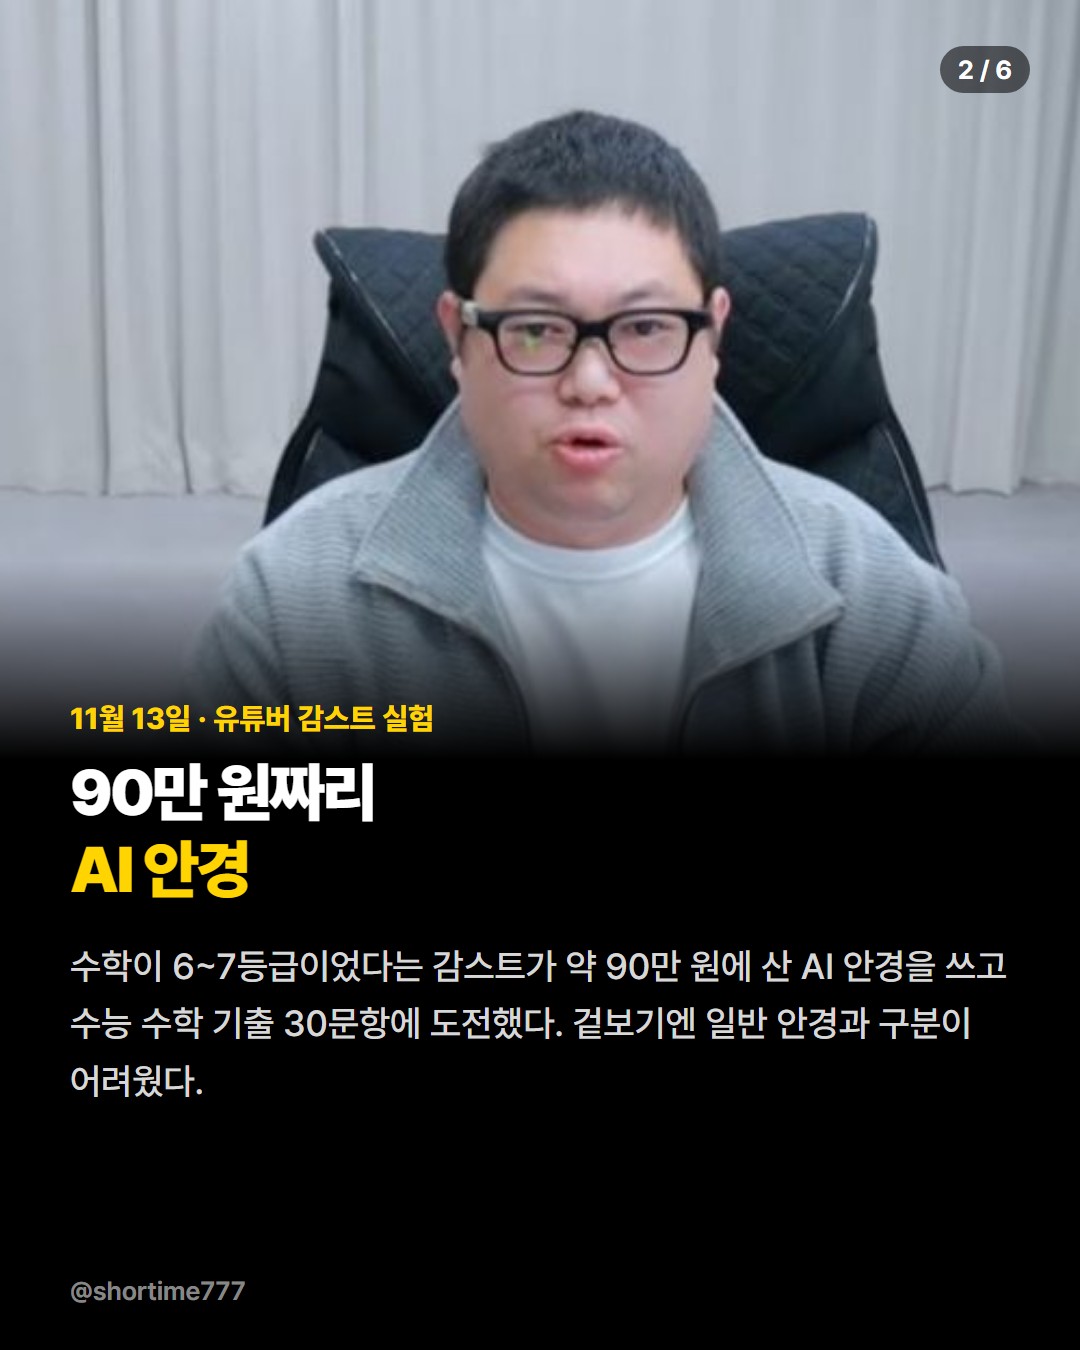 2 / 6
11월 13일 · 유튜버 감스트 실험
90만 원짜리
AI 안경
수학이 6~7등급이었다는 감스트가 약 90만 원에 산 AI 안경을 쓰고
수능 수학 기출 30문항에 도전했다. 겉보기엔 일반 안경과 구분이
어려웠다.
@shortime777